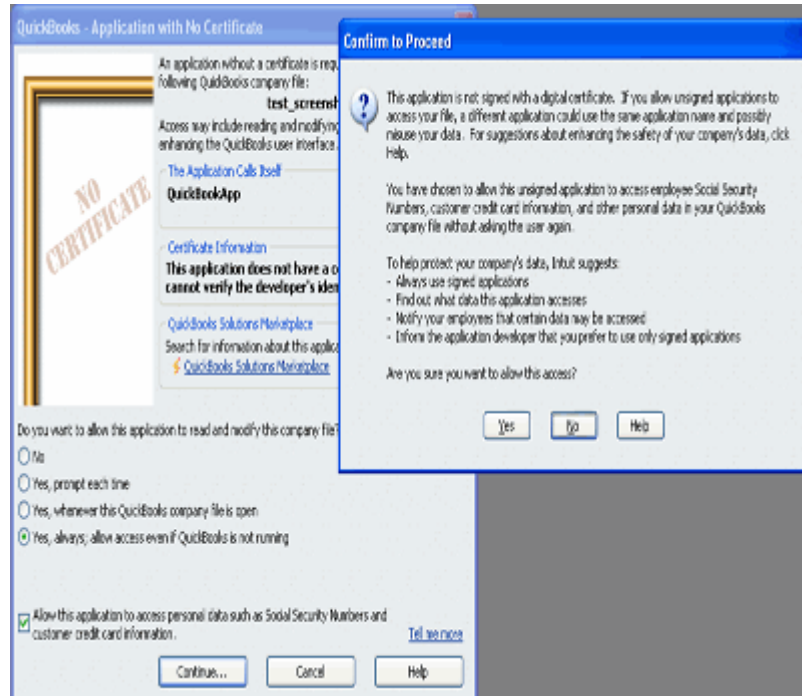 QuickBooks - Application with No Certificate
An application without a certificate is req
following QuickBooks company file:
test_screensh
Access may include reading and modifying
enhancing the QuickBooks user interface.
NO
CERTIFICATE
The Application Calls Itself
QuickBookApp
Certificate Information
This application does not have a c
cannot verify the developer's iden
QuickBooks Solutions Marketplace
Search for information about this applica
QuickBooks Solutions Marketplace
Do you want to allow this application to read and modify this company file?
No
Yes, prompt each time
Yes, whenever this QuickBooks company file is open
Yes, always; allow access even if QuickBooks is not running
Allow this application to access personal data such as Social Security Numbers and
customer credit card information.
Tell me more
Continue...
Cancel
Help
Confirm to Proceed
This application is not signed with a digital certificate. If you allow unsigned applications to
access your file, a different application could use the same application name and possibly
misuse your data. For suggestions about enhancing the safety of your company's data, click
Help.
You have chosen to allow this unsigned application to access employee Social Security
Numbers, customer credit card information, and other personal data in your QuickBooks
company file without asking the user again.
To help protect your company's data, Intuit suggests:
- Always use signed applications
- Find out what data this application accesses
- Notify your employees that certain data may be accessed
- Inform the application developer that you prefer to use only signed applications
Are you sure you want to allow this access?
Yes
No
Help